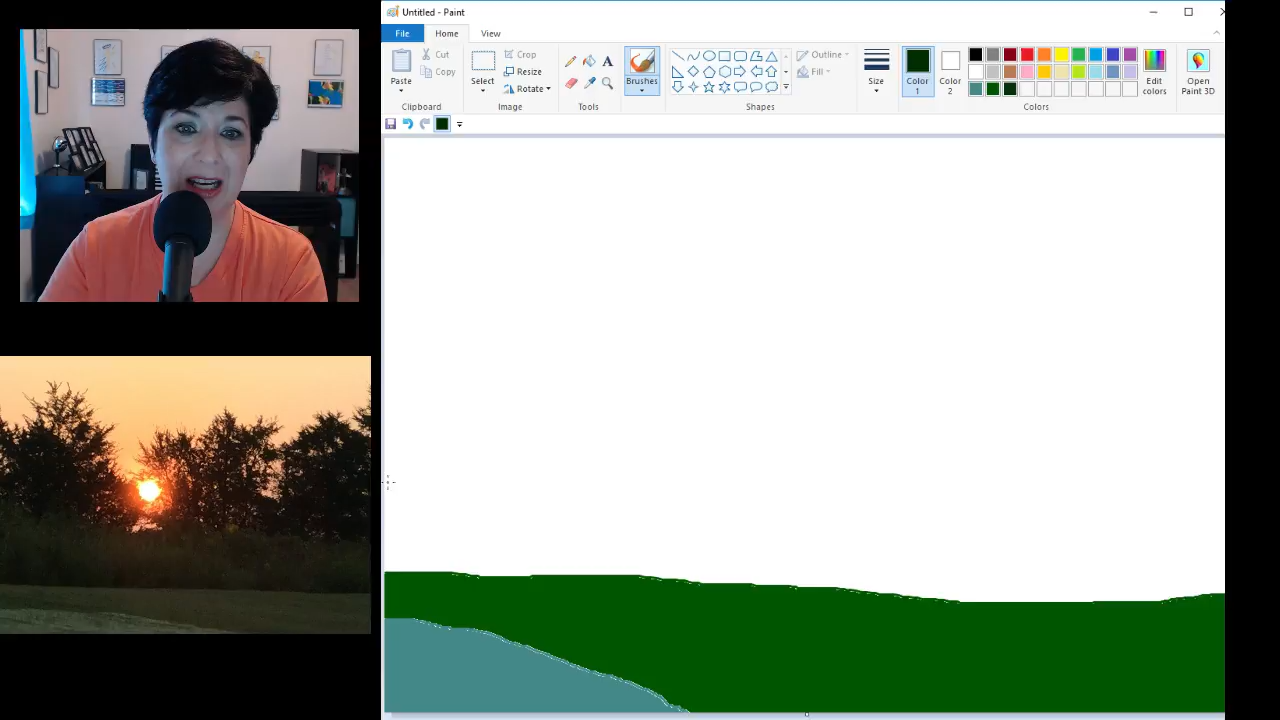 Untitled - Paint
File Home View
Paste
Cut
Copy
Clipboard
Select
Crop
Resize
Rotate
Image
A
Tools
Brushes
Outline
Fill
Shapes
Size
Color
1
Color
2
Edit
colors
Colors
Open
Paint 3D